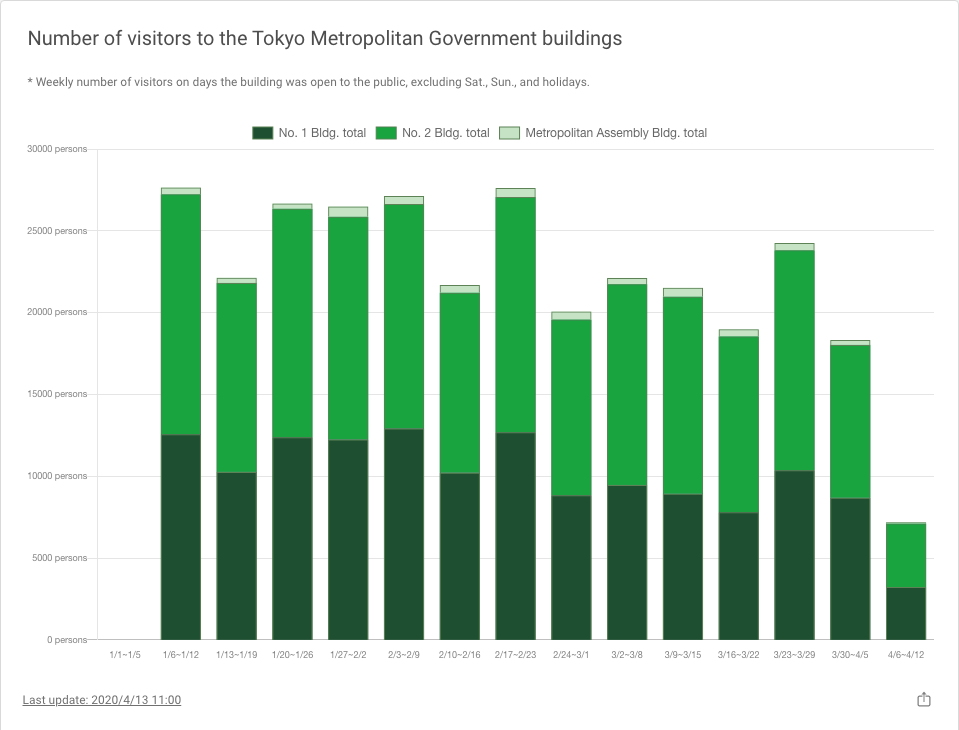 Number of visitors to the Tokyo Metropolitan Government buildings
* Weekly number of visitors on days the building was open to the public, excluding Sat., Sun., and holidays.
No. 1 Bldg. total No. 2 Bldg. total Metropolitan Assembly Bldg. total
30000 persons
25000 persons
20000 persons
15000 persons
10000 persons
5000 persons
0 persons
1/1~1/5 1/6~1/12 1/13~1/19 1/20~1/26 1/27~2/2 2/3~2/9 2/10~2/16 2/17~2/23 2/24~3/1 3/2~3/8 3/9~3/15 3/16~3/22 3/23~3/29 3/30~4/5 4/6~4/12
Last update: 2020/4/13 11:00